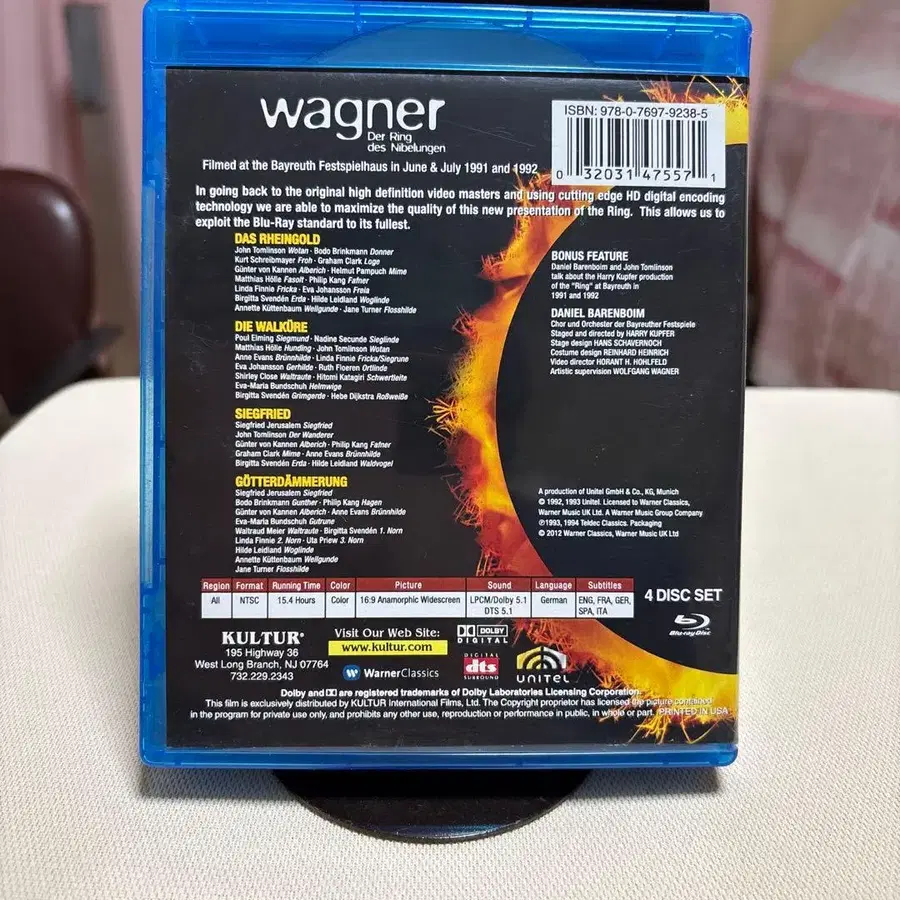 wagner
Der Ring
des Nibelungen
ISBN: 978-0-7697-9238-5
0 32031 47557 1
Filmed at the Bayreuth Festspielhaus in June & July 1991 and 1992
In going back to the original high definition video masters and using cutting edge HD digital encoding
technology we are able to maximize the quality of this new presentation of the Ring. This allows us to
exploit the Blu-Ray standard to its fullest.
DAS RHEINGOLD
John Tomlinson Wotan · Bodo Brinkmann Donner
Kurt Schreibmayer Froh · Graham Clark Loge
Günter von Kannen Alberich · Helmut Pampuch Mime
Matthias Hölle Fasolt · Philip Kang Fafner
Linda Finnie Fricka · Eva Johansson Freia
Birgitta Svendén Erda · Hilde Leidland Woglinde
Annette Küttenbaum Wellgunde · Jane Turner Flosshilde
DIE WALKÜRE
Poul Elming Siegmund · Nadine Secunde Sieglinde
Matthias Hölle Hunding · John Tomlinson Wotan
Anne Evans Brünnhilde · Linda Finnie Fricka/Siegrune
Eva Johansson Gerhilde · Ruth Floeren Ortlinde
Shirley Close Waltraute · Hitomi Katagiri Schwertleite
Eva-Maria Bundschuh Helmwige
Birgitta Svendén Grimgerde · Hebe Dijkstra Roßweiße
SIEGFRIED
Siegfried Jerusalem Siegfried
John Tomlinson Der Wanderer
Günter von Kannen Alberich · Philip Kang Fafner
Graham Clark Mime · Anne Evans Brünnhilde
Birgitta Svendén Erda · Hilde Leidland Waldvogel
GÖTTERDÄMMERUNG
Siegfried Jerusalem Siegfried
Bodo Brinkmann Gunther · Philip Kang Hagen
Günter von Kannen Alberich · Anne Evans Brünnhilde
Eva-Maria Bundschuh Gutrune
Waltraud Meier Waltraute · Birgitta Svendén 1. Norn
Linda Finnie 2. Norn · Uta Priew 3. Norn
Hilde Leidland Woglinde
Annette Küttenbaum Wellgunde
Jane Turner Flosshilde
BONUS FEATURE
Daniel Barenboim and John Tomlinson
talk about the Harry Kupfer production
of the "Ring" at Bayreuth in
1991 and 1992
DANIEL BARENBOIM
Chor und Orchester der Bayreuther Festspiele
Staged and directed by HARRY KUPFER
Stage design HANS SCHAVERNOCH
Costume design REINHARD HEINRICH
Video director HORANT H. HOHLFELD
Artistic supervision WOLFGANG WAGNER
A production of Unitel GmbH & Co., KG, Munich
© 1992, 1993 Unitel. Licensed to Warner Classics,
Warner Music UK Ltd. A Warner Music Group Company
℗1993, 1994 Teldec Classics. Packaging
© 2012 Warner Classics, Warner Music UK Ltd
Region Format Running Time Color Picture Sound Language Subtitles
All NTSC 15.4 Hours Color 16:9 Anamorphic Widescreen LPCM/Dolby 5.1 German ENG, FRA, GER,
DTS 5.1 SPA, ITA
4 DISC SET
Blu-ray Disc
KULTUR®
195 Highway 36
West Long Branch, NJ 07764
732.229.2343
Visit Our Web Site:
www.kultur.com
WarnerClassics
DOLBY
DIGITAL
DIGITAL
dts
SURROUND
UNITEL
Dolby and are registered trademarks of Dolby Laboratories Licensing Corporation.
This film is exclusively distributed by KULTUR International Films, Ltd. The Copyright proprietor has licensed the picture contained
in the program for private use only, and prohibits any other use, reproduction or performance in public, in whole or part. PRINTED IN USA